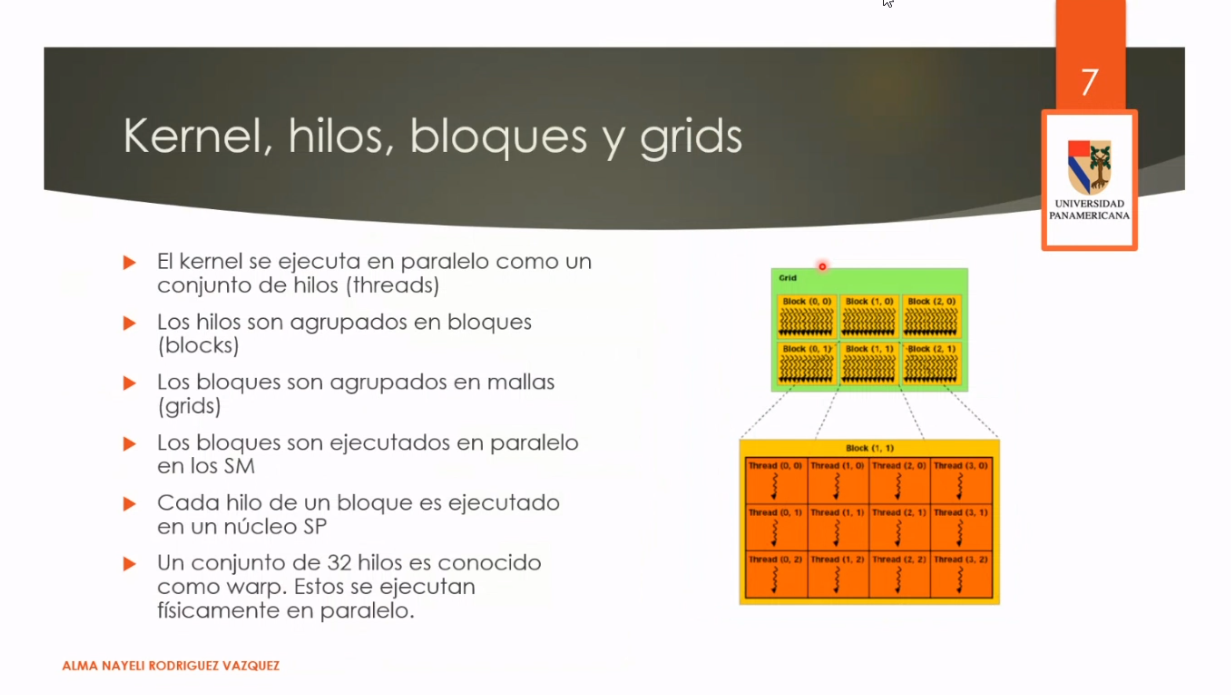 7
Kernel, hilos, bloques y grids
UNIVERSIDAD
PANAMERICANA
El kernel se ejecuta en paralelo como un
conjunto de hilos (threads)
Los hilos son agrupados en bloques
(blocks)
Los bloques son agrupados en mallas
(grids)
Los bloques son ejecutados en paralelo
en los SM
Cada hilo de un bloque es ejecutado
en un núcleo SP
Un conjunto de 32 hilos es conocido
como warp. Estos se ejecutan
físicamente en paralelo.
Grid
Block (0, 0) Block (1, 0) Block (2, 0)
Block (0, 1) Block (1, 1) Block (2, 1)
Block (1, 1)
Thread (0, 0) Thread (1, 0) Thread (2, 0) Thread (3, 0)
Thread (0, 1) Thread (1, 1) Thread (2, 1) Thread (3, 1)
Thread (0, 2) Thread (1, 2) Thread (2, 2) Thread (3, 2)
ALMA NAYELI RODRIGUEZ VAZQUEZ